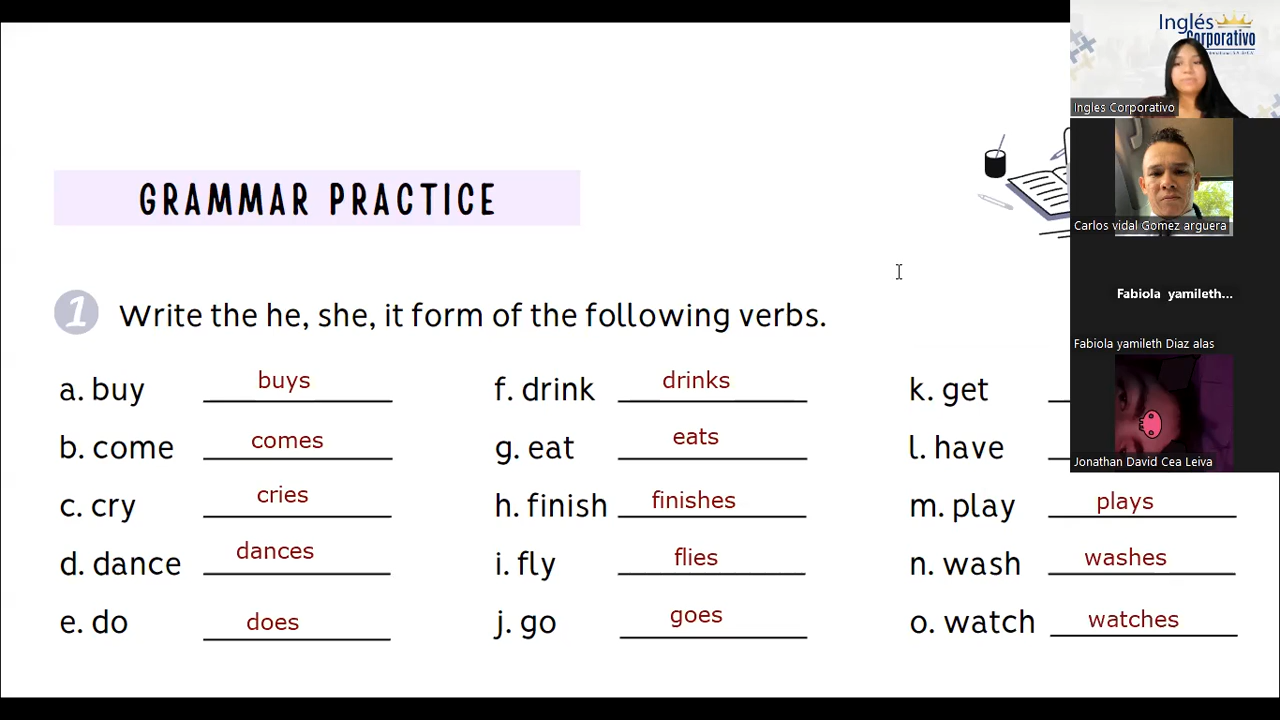 GRAMMAR PRACTICE
1 Write the he, she, it form of the following verbs.
a. buy buys
b. come comes
c. cry cries
d. dance dances
e. do does
f. drink drinks
g. eat eats
h. finish finishes
i. fly flies
j. go goes
k. get
l. have
m. play plays
n. wash washes
o. watch watches
Inglés
Corporativo
Ingles Corporativo
Carlos vidal Gomez arguera
Fabiola yamileth...
Fabiola yamileth Diaz alas
Jonathan David Cea Leiva